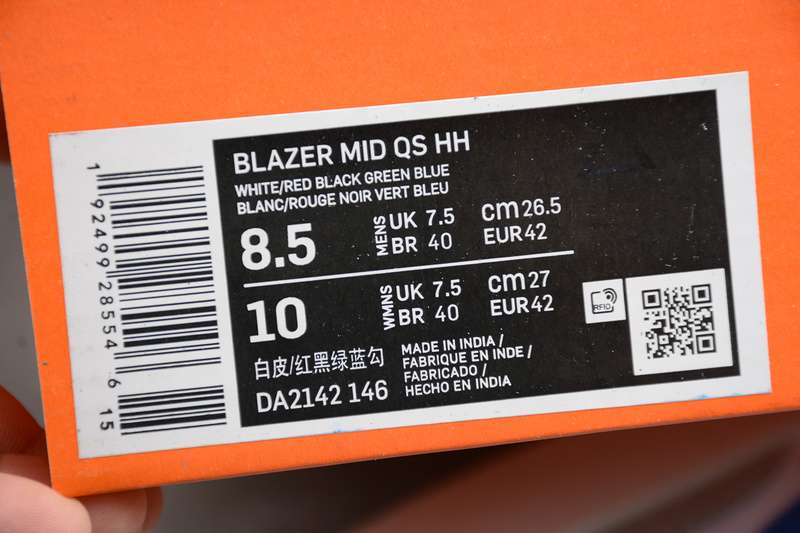 1 92499 28554 6 15
BLAZER MID QS HH
WHITE/RED BLACK GREEN BLUE
BLANC/ROUGE NOIR VERT BLEU
8.5 MENS UK 7.5 cm 26.5
BR 40 EUR 42
10 WMNS UK 7.5 cm 27
BR 40 EUR 42
白皮/红黑绿蓝勾
DA2142 146
MADE IN INDIA /
FABRIQUE EN INDE /
FABRICADO /
HECHO EN INDIA
RFID